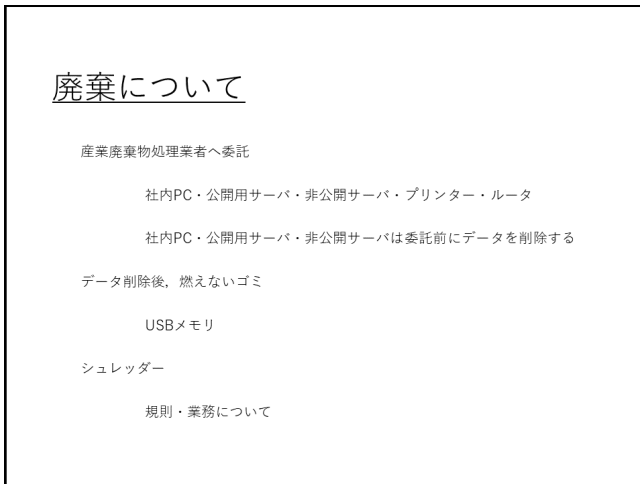 廃棄について
産業廃棄物処理業者へ委託
社内PC・公開用サーバ・非公開サーバ・プリンター・ルータ
社内PC・公開用サーバ・非公開サーバは委託前にデータを削除する
データ削除後，燃えないゴミ
USBメモリ
シュレッダー
規則・業務について